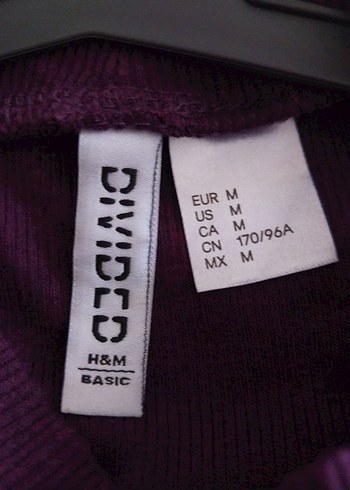 DIVIDED
H&M
BASIC
EUR M
US M
CA M
CN 170/96A
MX M